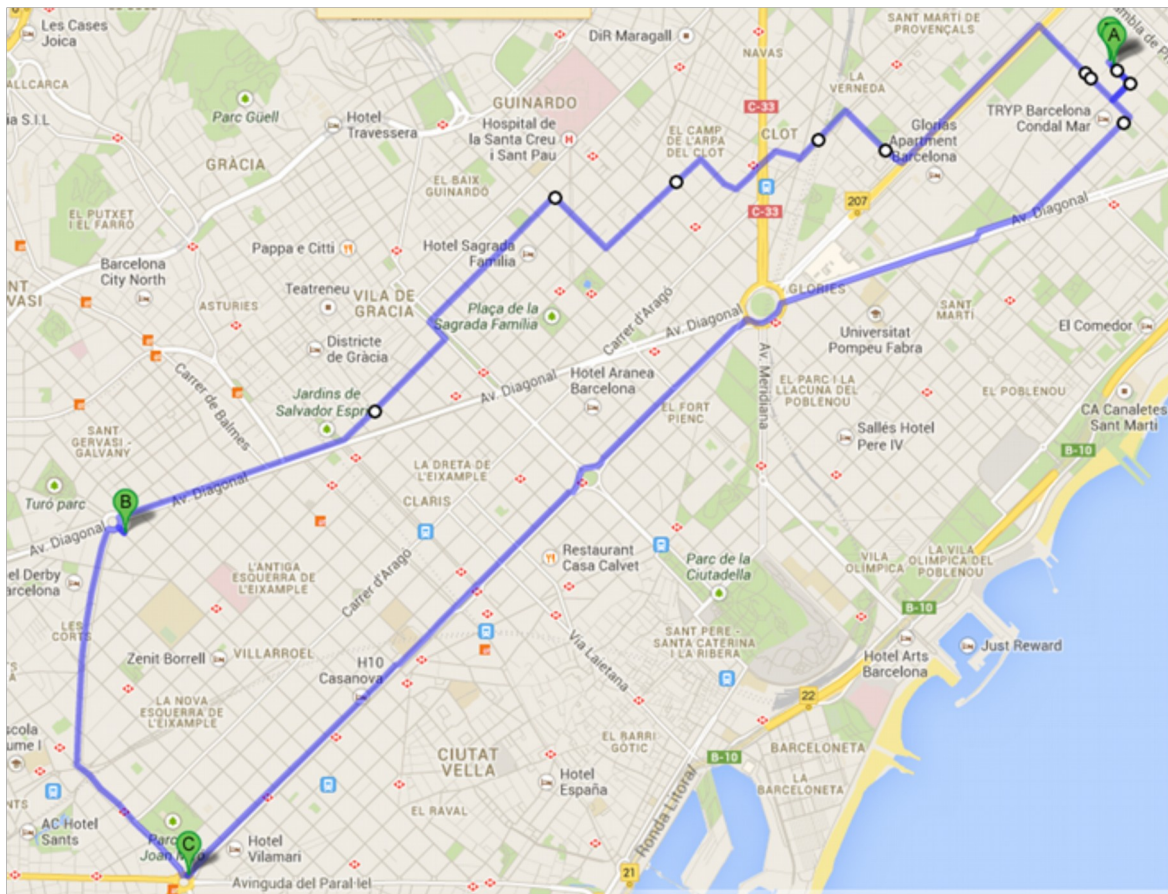 Les Cases
Joica
DiR Maragall
NAVAS
SANT MARTÍ DE
PROVENÇALS
A
C-33
LA
VERNEDA
GUINARDÓ
Parc Güell
Hotel
Travessera
Hospital de
la Santa Creu
i Sant Pau
H
EL CAMP
DE L'ARPA
DEL CLOT
CLOT
TRYP Barcelona
Condal Mar
Glòries
Apartment
Barcelona
GRÀCIA
EL BAIX
GUINARDÓ
C-33
207
Av. Diagonal
EL PUTXET
I EL FARRÓ
Pappa e Citti
Hotel Sagrada
Família
Barcelona
City North
Teatreneu
VILA DE
GRACIA
Plaça de la
Sagrada Família
Carrer d'Aragó
Av. Diagonal
GLÒRIES
SANT
MARTÍ
ASTURIES
Districte
de Gràcia
Universitat
Pompeu Fabra
El Comedor
Carrer de Balmes
Av. Diagonal
Hotel Aranea
Barcelona
Av. Meridiana
EL PARC I LA
LLACUNA DEL
POBLENOU
EL POBLENOU
CA Canaletes
Sant Marti
Jardins de
Salvador Espr
EL FORT
PIENC
Sallés Hotel
Pere IV
SANT
GERVASI -
GALVANY
B-10
LA DRETA DE
L'EIXAMPLE
Turó parc
B
Av. Diagonal
CLARIS
Av. Diagonal
Restaurant
Casa Calvet
Parc de la
Ciutadella
VILA
OLÍMPICA
LA VILA
OLÍMPICA DEL
POBLENOU
L'ANTIGA
ESQUERRA DE
L'EIXAMPLE
Carrer d'Aragó
B-10
LES
CORTS
SANT PERE -
SANTA CATERINA
I LA RIBERA
Zenit Borrell
VILLARROEL
H10
Casanova
Via Laietana
Hotel Arts
Barcelona
Just Reward
LA NOVA
ESQUERRA DE
L'EIXAMPLE
22
EL BARRI
GÒTIC
CIUTAT
VELLA
B-10
BARCELONETA
LA
BARCELONETA
Hotel
España
Ronda Litoral
EL RAVAL
AC Hotel
Sants
C
Hotel
Vilamari
21
Avinguda del Paral·lel